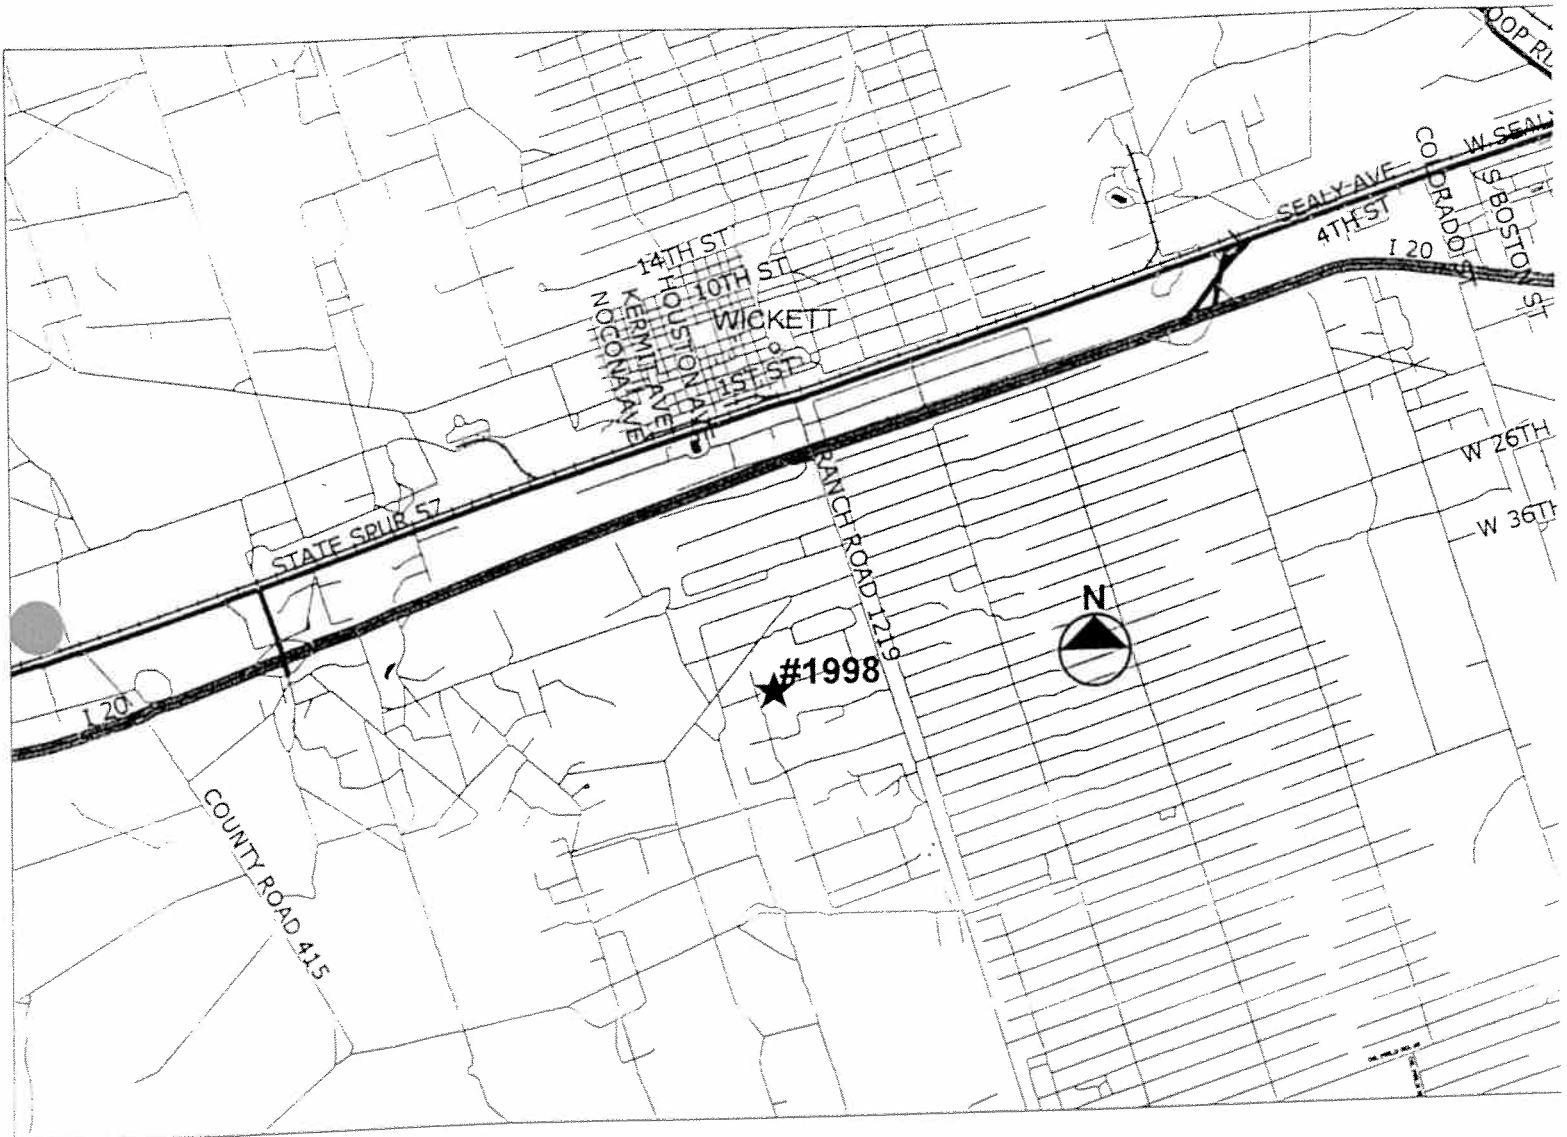 OOP RD
W. SEALY
COLORADO ST
S BOSTON ST
SEALY AVE
4TH ST
I 20
14TH ST
10TH ST
HOUSTON AVE
KERMIT AVE
NOCONA AVE
WICKETT
1ST ST
W 26TH
W 36TH
STATE SPUR 57
RANCH ROAD 1219
N
#1998
I 20
COUNTY ROAD 415